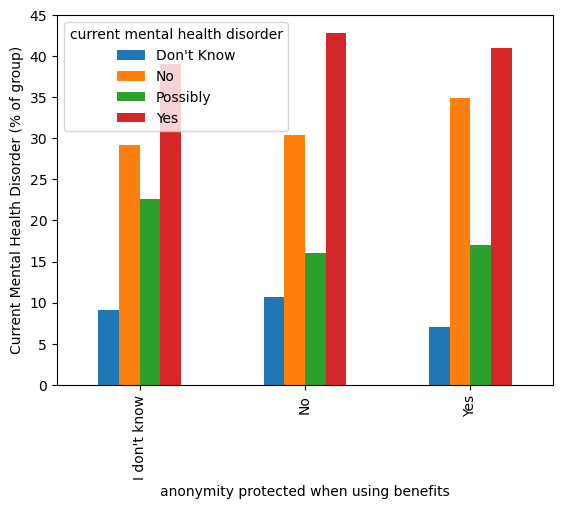 current mental health disorder
Don't Know
No
Possibly
Yes
Current Mental Health Disorder (% of group)
45
40
35
30
25
20
15
10
5
0
I don't know
No
Yes
anonymity protected when using benefits